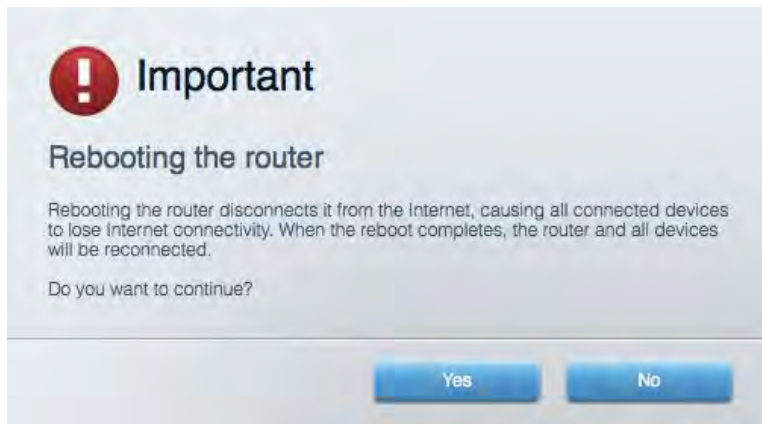 Important
Rebooting the router
Rebooting the router disconnects it from the Internet, causing all connected devices
to lose Internet connectivity. When the reboot completes, the router and all devices
will be reconnected.
Do you want to continue?
Yes
No